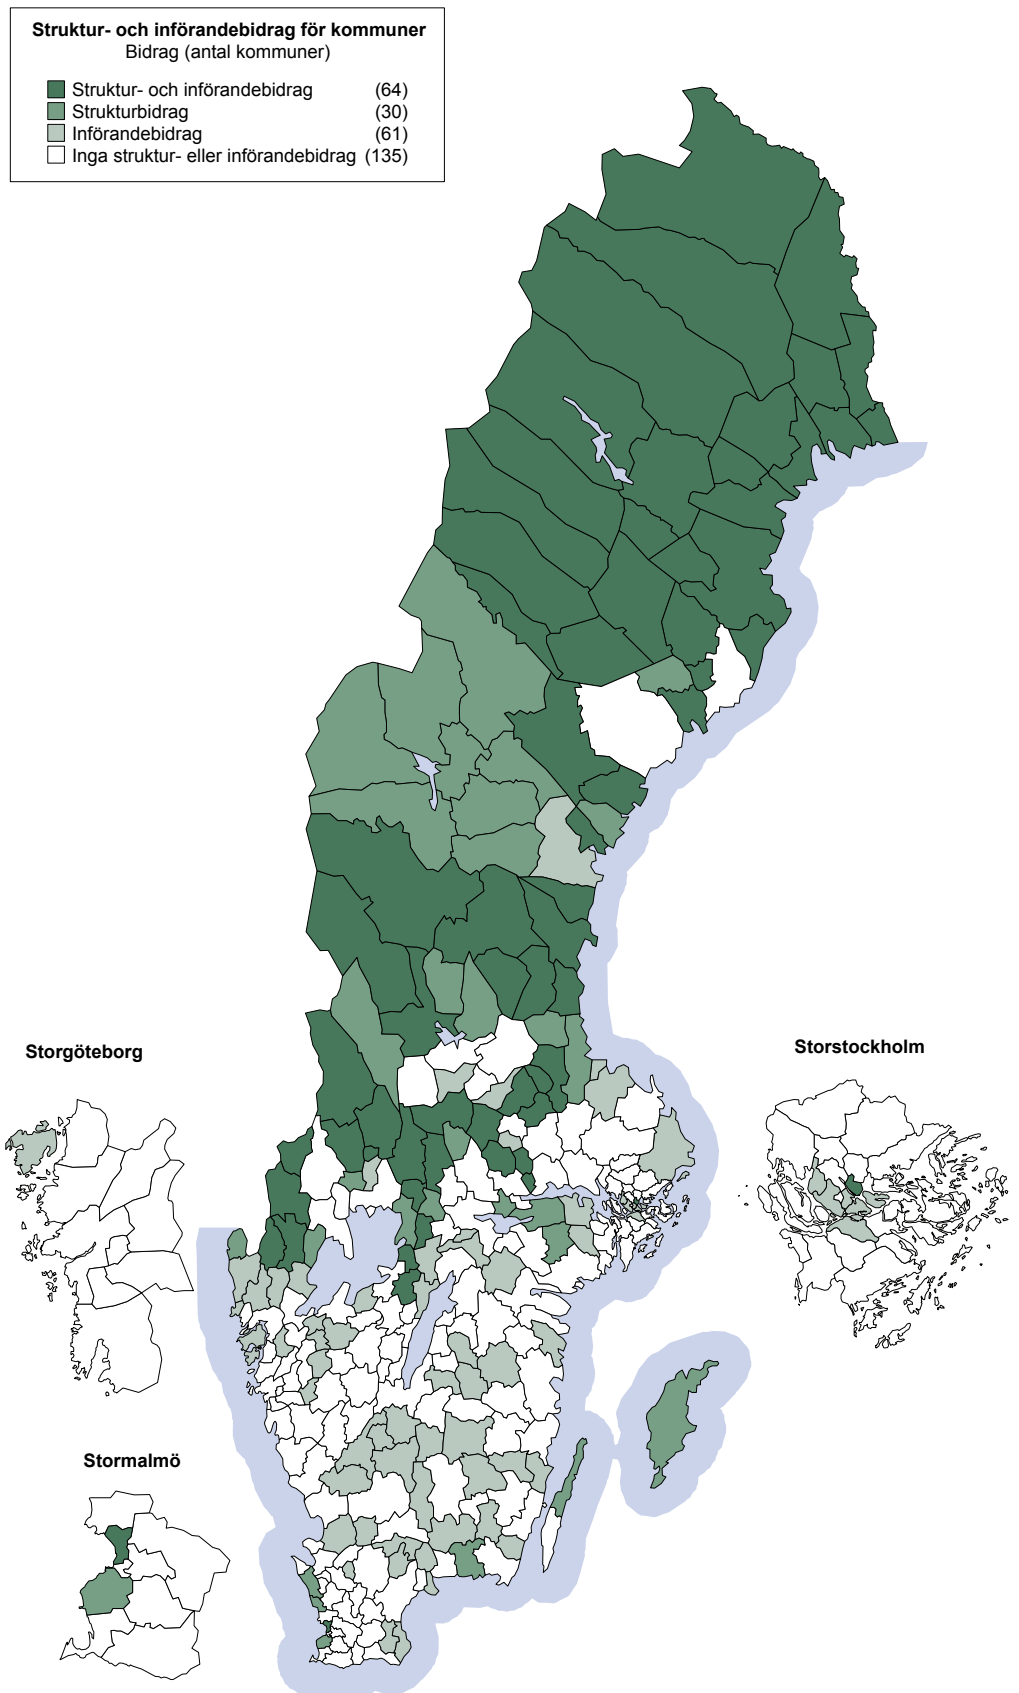 Struktur- och införandebidrag för kommuner
Bidrag (antal kommuner)
Struktur- och införandebidrag (64)
Strukturbidrag (30)
Införandebidrag (61)
Inga struktur- eller införandebidrag (135)
Storgöteborg
Storstockholm
Stormalmö